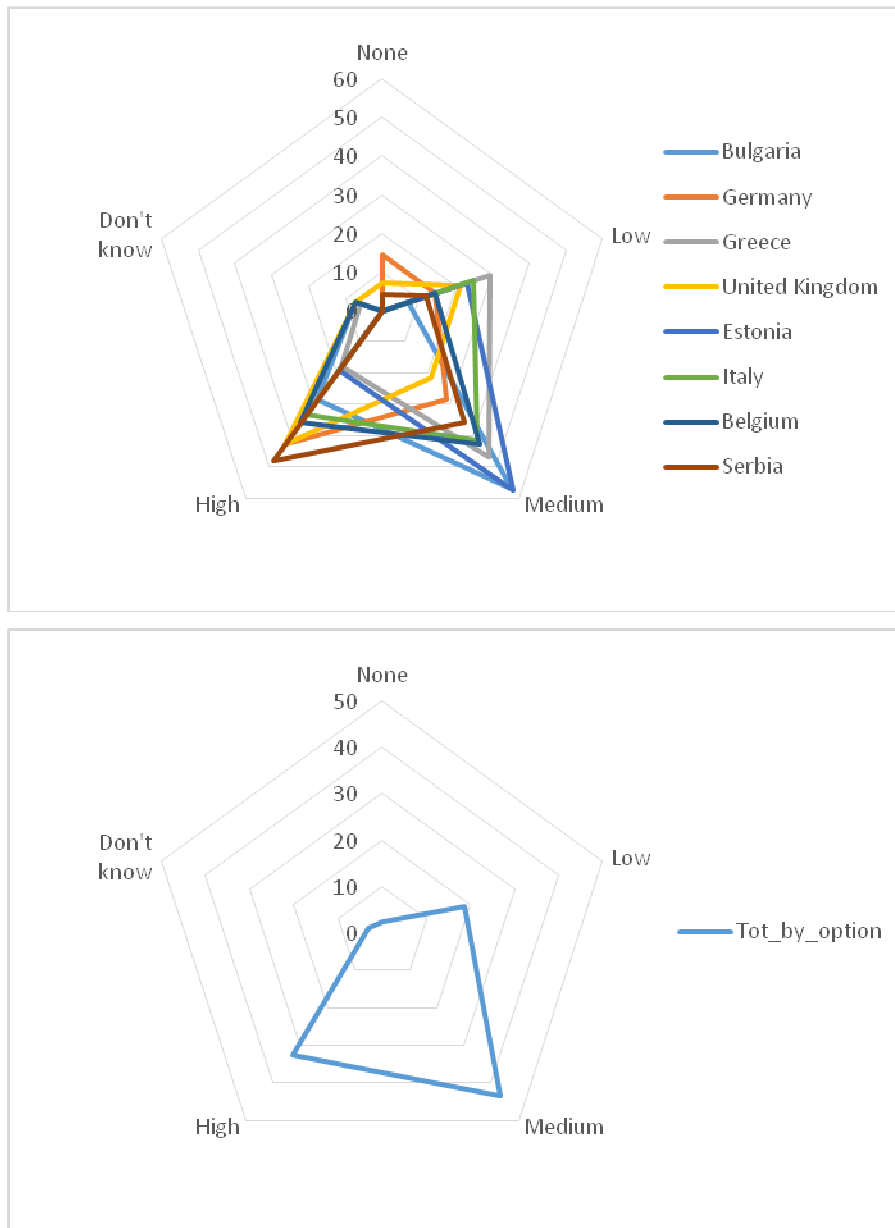 None
60
50
40
30
20
10
0
Don't
know
Low
High
Medium
Bulgaria
Germany
Greece
United Kingdom
Estonia
Italy
Belgium
Serbia
None
50
40
30
20
10
0
Don't
know
Low
High
Medium
Tot_by_option